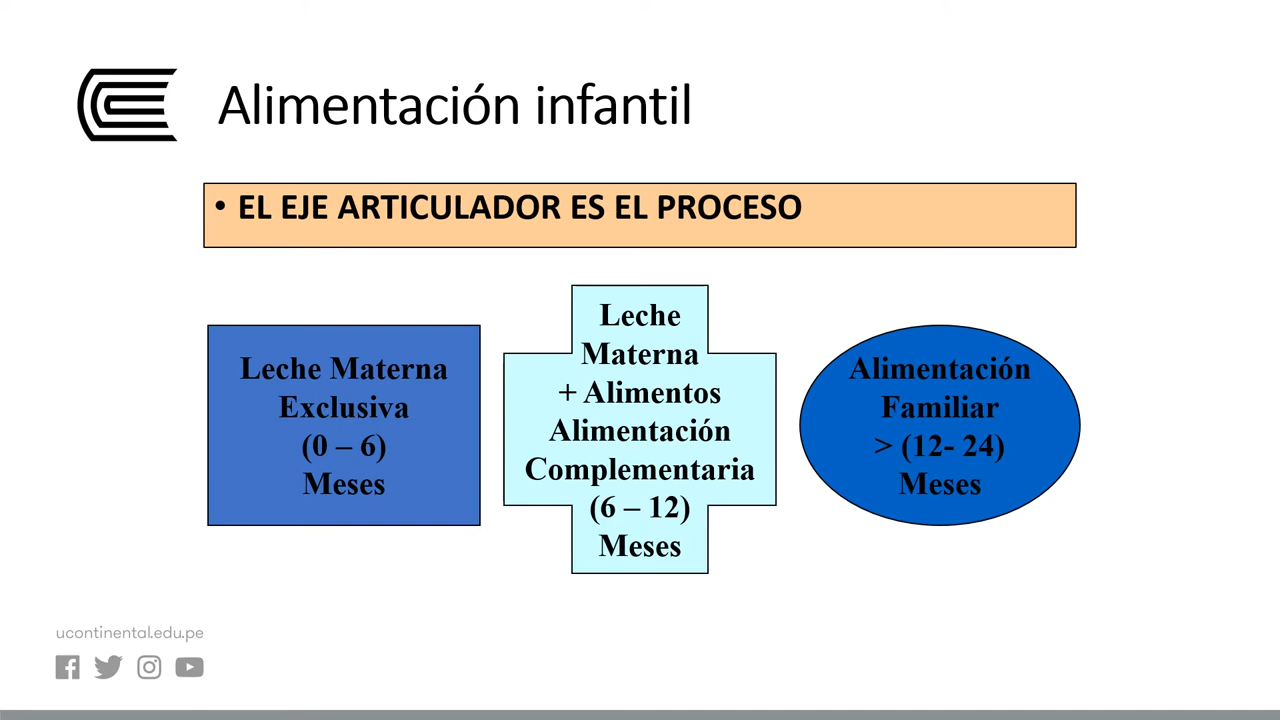 Alimentación infantil
• EL EJE ARTICULADOR ES EL PROCESO
Leche Materna
Exclusiva
(0 – 6)
Meses
Leche
Materna
+ Alimentos
Alimentación
Complementaria
(6 – 12)
Meses
Alimentación
Familiar
> (12- 24)
Meses
ucontinental.edu.pe